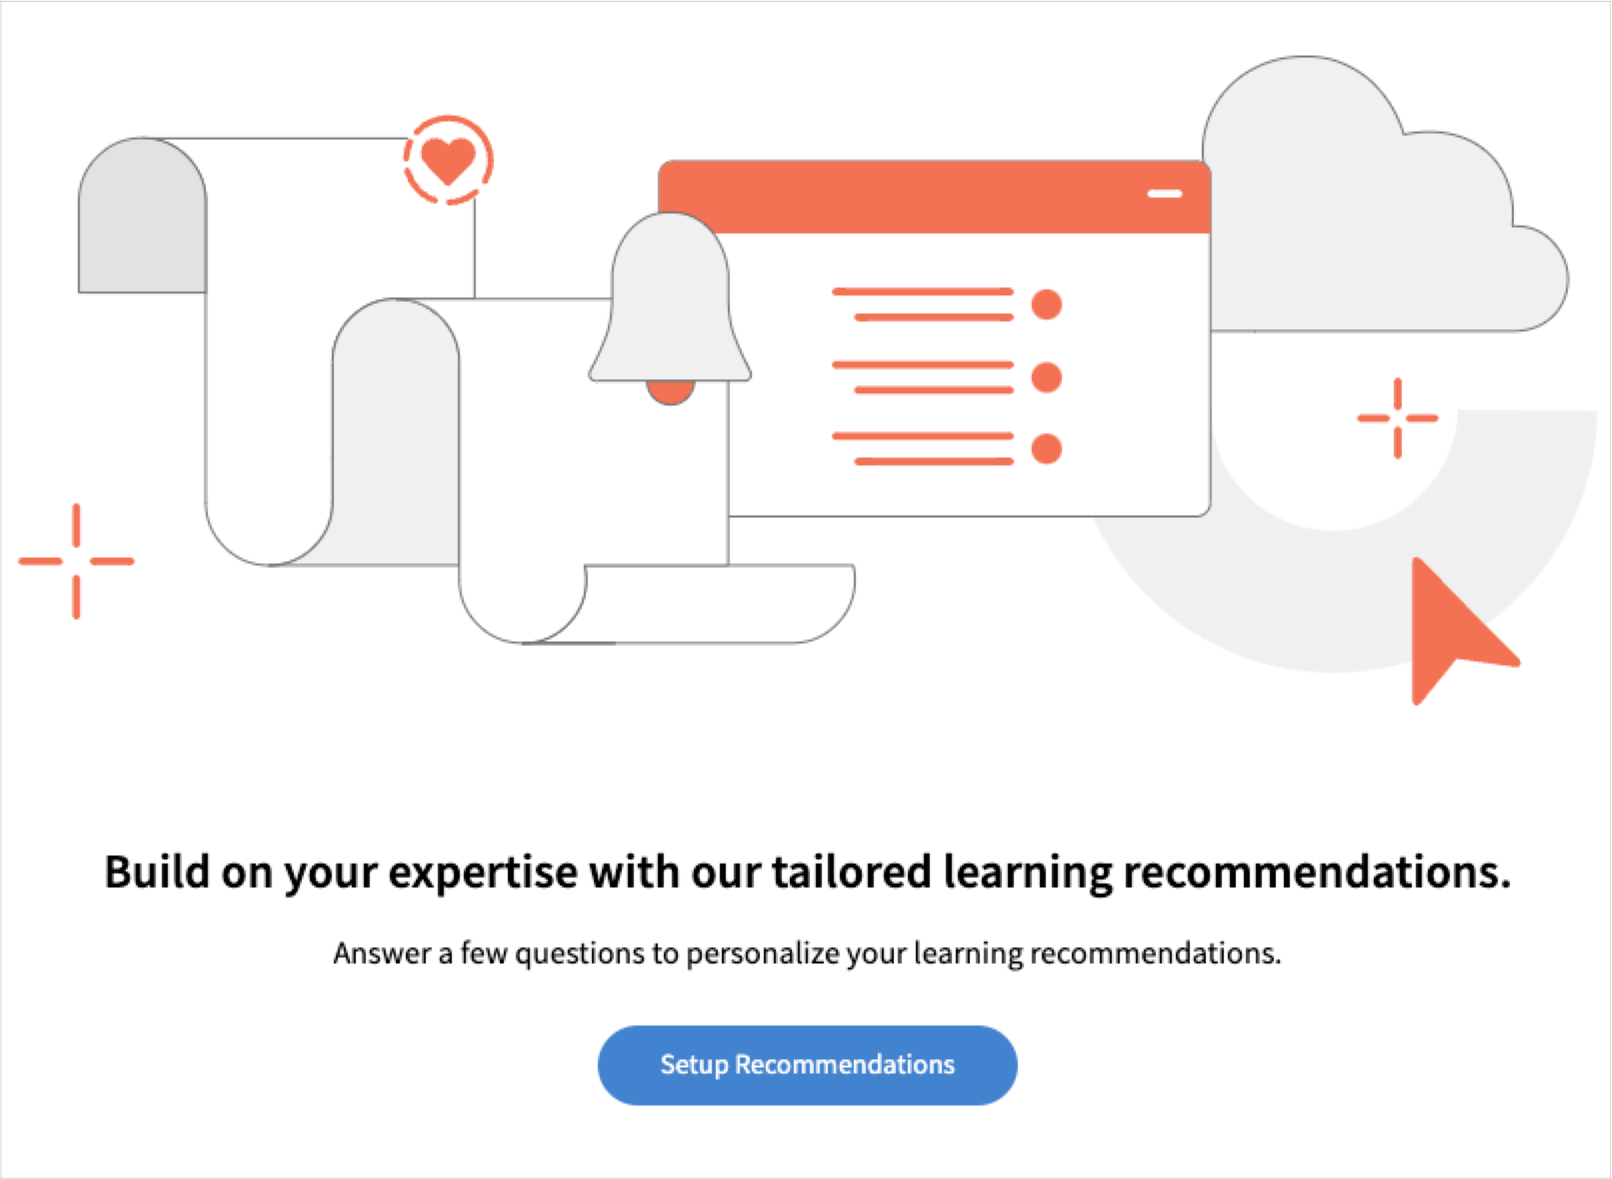 Build on your expertise with our tailored learning recommendations.
Answer a few questions to personalize your learning recommendations.
Setup Recommendations